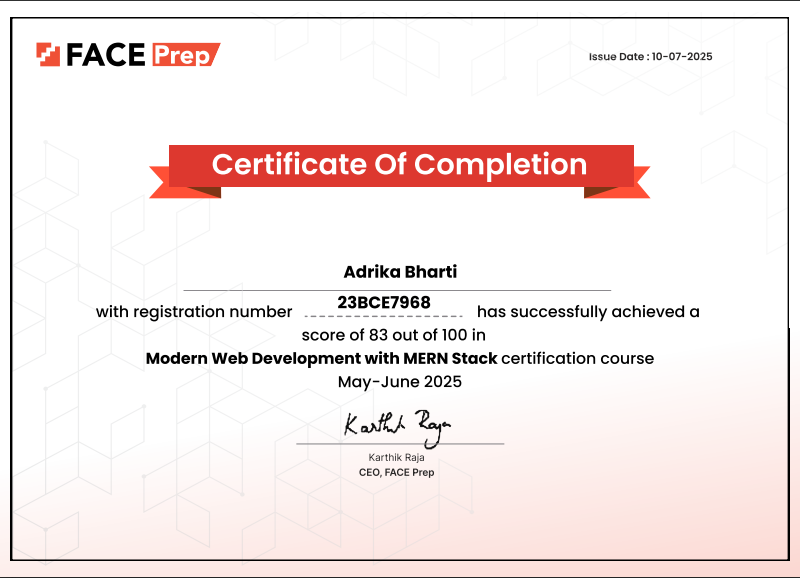 FACE Prep
Issue Date : 10-07-2025
Certificate Of Completion
Adrika Bharti
with registration number 23BCE7968 has successfully achieved a
score of 83 out of 100 in
Modern Web Development with MERN Stack certification course
May-June 2025
Karthik Raja
Karthik Raja
CEO, FACE Prep